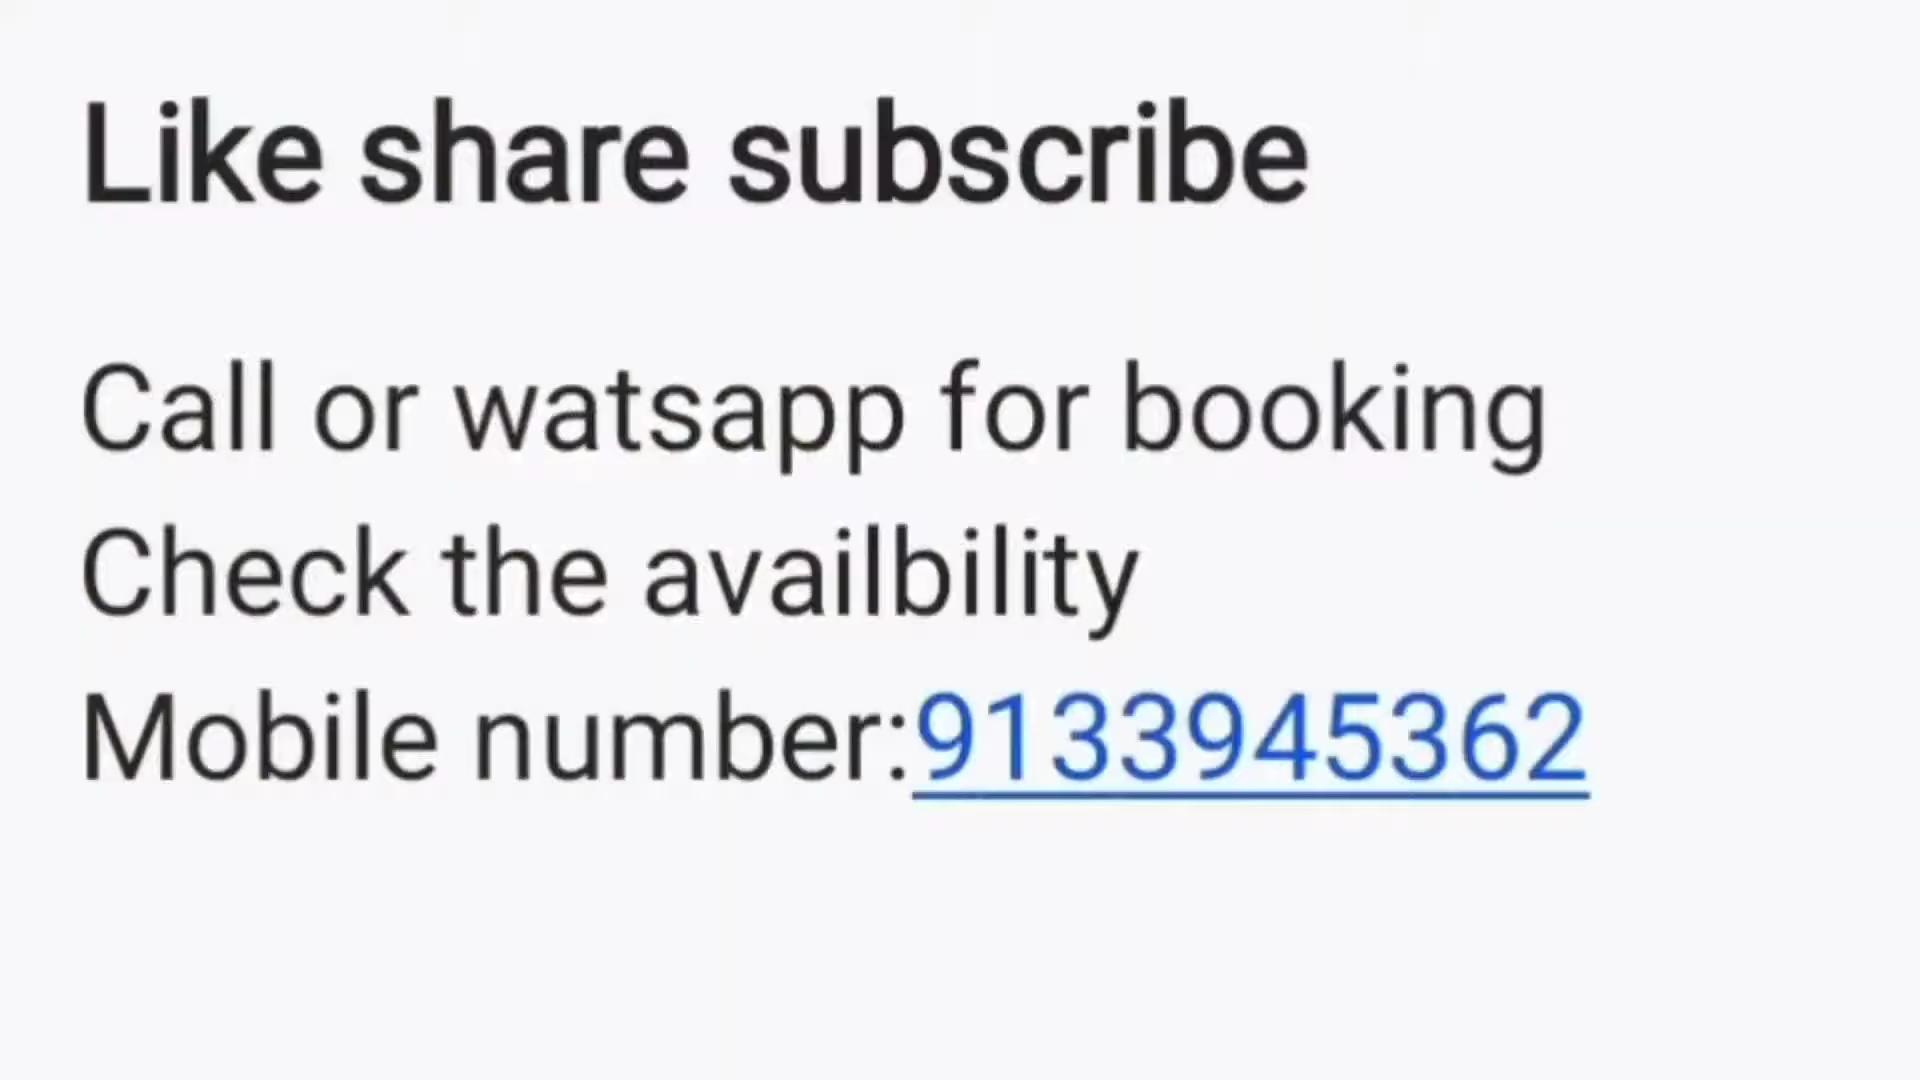 Like share subscribe
Call or watsapp for booking
Check the availbility
Mobile number:9133945362